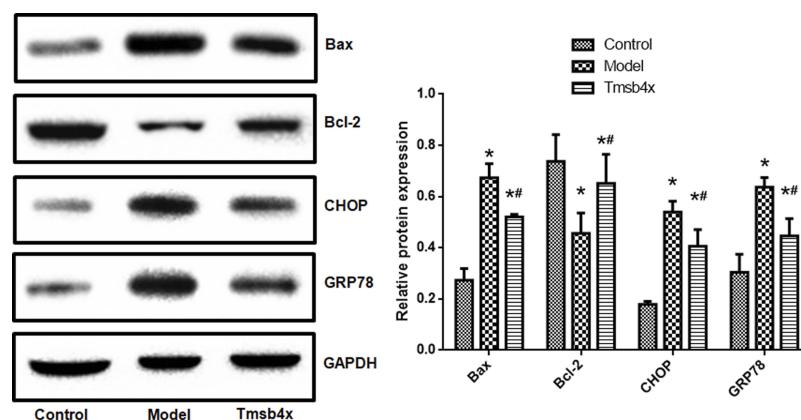 Bax
Bcl-2
CHOP
GRP78
GAPDH
Control Model Tmsb4x
Control
Model
Tmsb4x
Relative protein expression
1.0
0.8
0.6
0.4
0.2
0.0
* *# * *# * *# * *#
Bax Bcl-2 CHOP GRP78